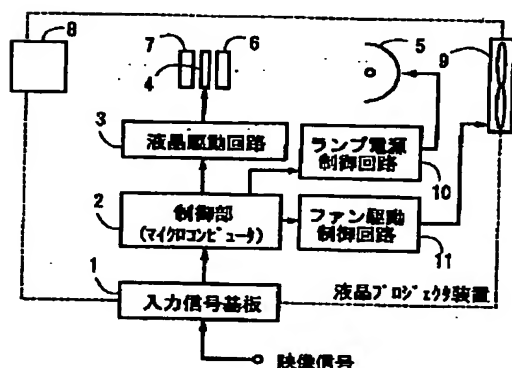 8
7
4
6
5
9
3
液晶駆動回路
ランプ電源
制御回路
10
2
制御部
(マイクロコンピュータ)
ファン駆動
制御回路
11
1
入力信号基板
液晶プロジェクタ装置
映像信号